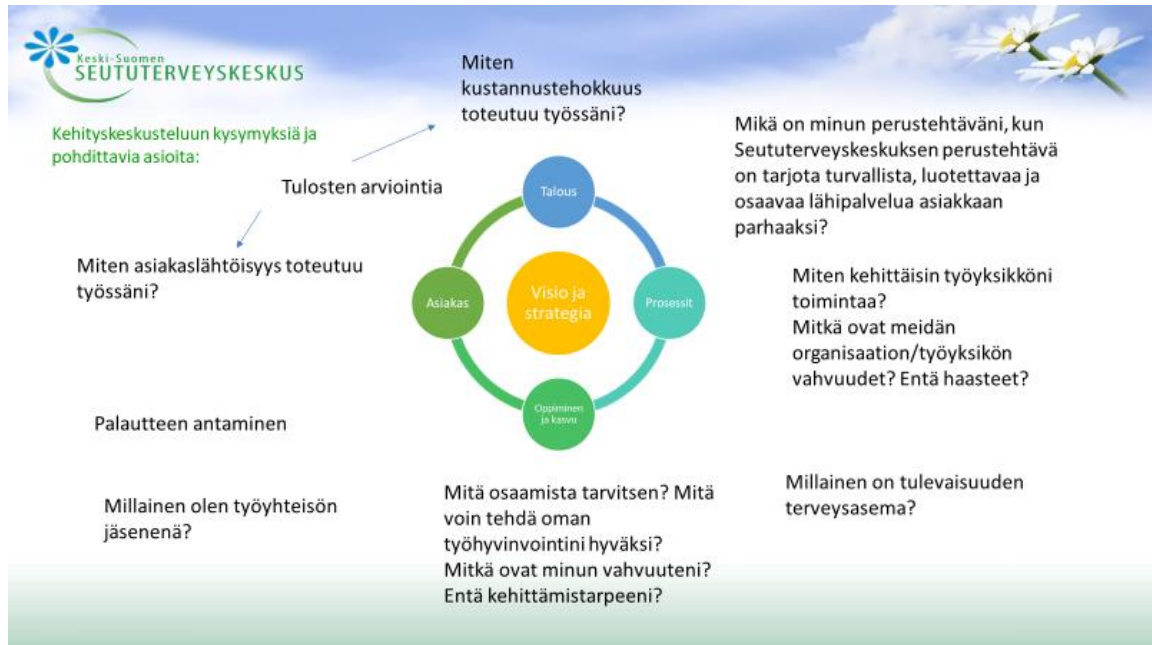 Keski-Suomen
SEUTUTERVEYSKESKUS
Kehityskeskusteluun kysymyksiä ja
pohdittavia asioita:
Miten
kustannustehokkuus
toteutuu työssäni?
Mikä on minun perustehtäväni, kun
Seututerveyskeskuksen perustehtävä
on tarjota turvallista, luotettavaa ja
osaavaa lähipalvelua asiakkaan
parhaaksi?
Tulosten arviointia
Talous
Miten asiakaslähtöisyys toteutuu
työssäni?
Asiakas
Visio ja
strategia
Prosessit
Miten kehittäisin työyksikköni
toimintaa?
Mitkä ovat meidän
organisaation/työyksikön
vahvuudet? Entä haasteet?
Oppiminen
ja kasvu
Palautteen antaminen
Millainen olen työyhteisön
jäsenenä?
Mitä osaamista tarvitsen? Mitä
voin tehdä oman
työhyvinvointini hyväksi?
Mitkä ovat minun vahvuuteni?
Entä kehittämistarpeeni?
Millainen on tulevaisuuden
terveysasema?